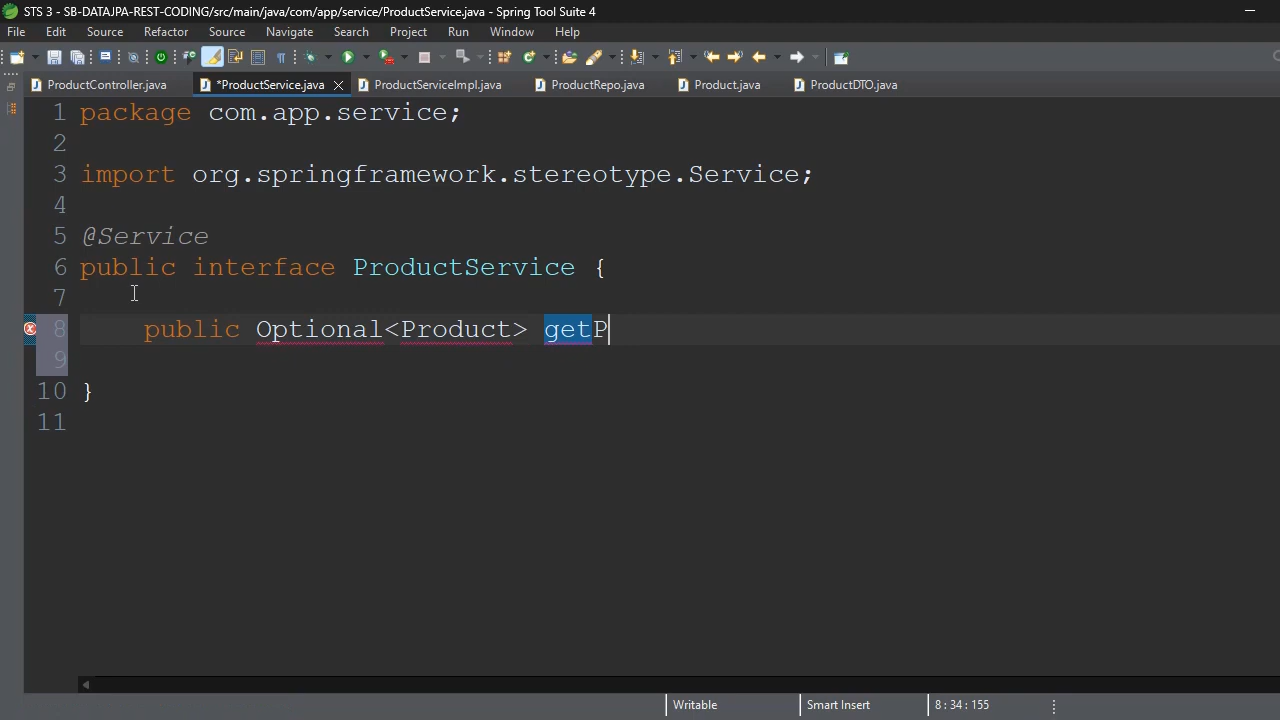 STS 3 - SB-DATAJPA-REST-CODING/src/main/java/com/app/service/ProductService.java - Spring Tool Suite 4
File Edit Source Refactor Source Navigate Search Project Run Window Help
ProductController.java *ProductService.java ProductServiceImpl.java ProductRepo.java Product.java ProductDTO.java
1 package com.app.service;
2
3 import org.springframework.stereotype.Service;
4
5 @Service
6 public interface ProductService {
7
8 public Optional<Product> getP
9
10 }
11
Writable Smart Insert 8 : 34 : 155